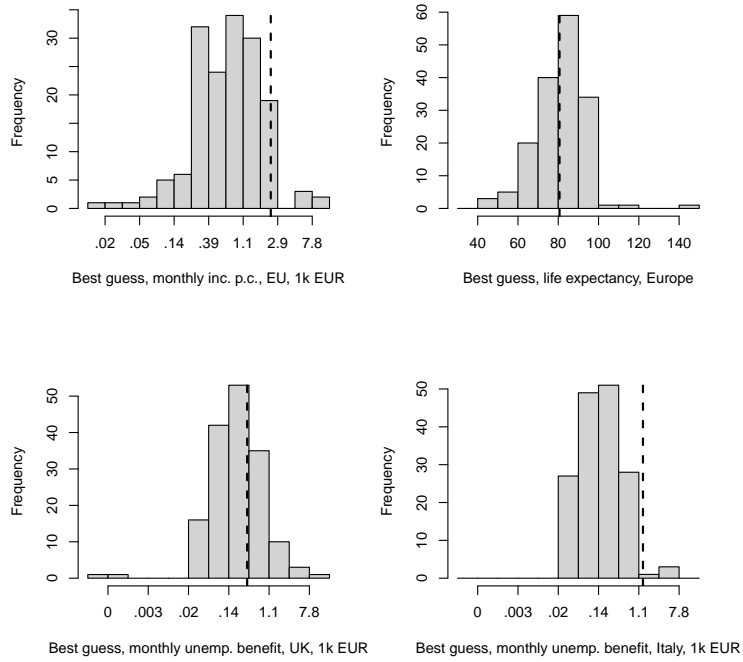 Frequency
0
5
10
20
30
.02 .05 .14 .39 1.1 2.9 7.8
Best guess, monthly inc. p.c., EU, 1k EUR
Frequency
0 10 20 30 40 50 60
40 60 80 100 120 140
Best guess, life expectancy, Europe
Frequency
0 10 20 30 40 50
0 .003 .02 .14 1.1 7.8
Best guess, monthly unemp. benefit, UK, 1k EUR
Frequency
0 10 20 30 40 50
0 .003 .02 .14 1.1 7.8
Best guess, monthly unemp. benefit, Italy, 1k EUR